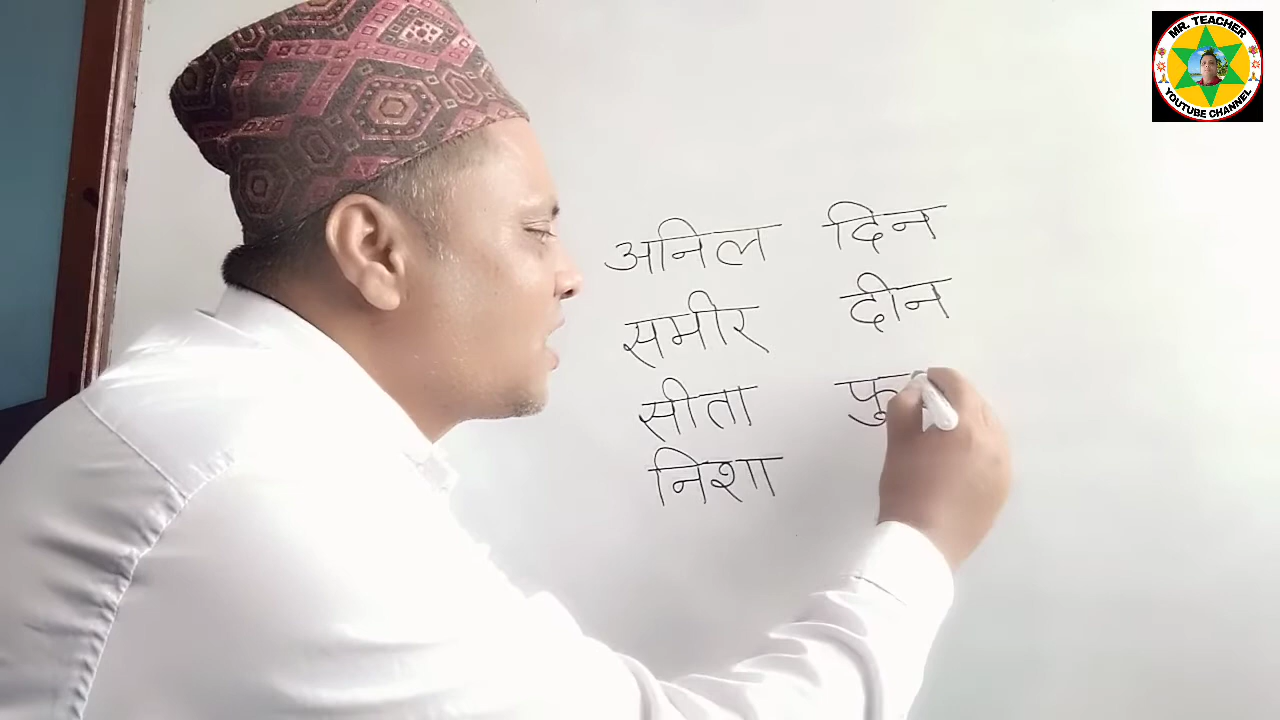 MR. TEACHER
YOUTUBE CHANNEL
अनिल दिन
समीर दीन
सीता
निशा